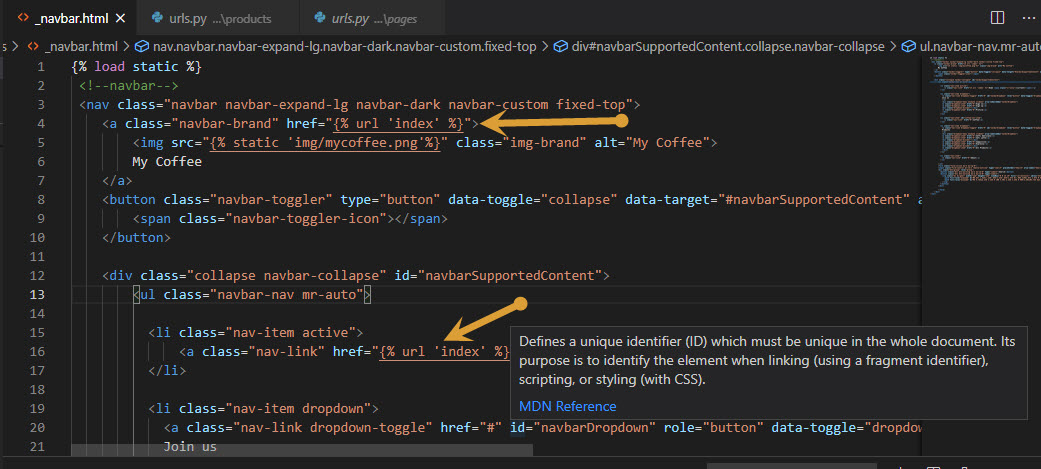 _navbar.html
urls.py ...\products
urls.py ...\pages
s > _navbar.html > nav.navbar.navbar-expand-lg.navbar-dark.navbar-custom.fixed-top > div#navbarSupportedContent.collapse.navbar-collapse > ul.navbar-nav.mr-auto
1 {% load static %}
2 <!--navbar-->
3 <nav class="navbar navbar-expand-lg navbar-dark navbar-custom fixed-top">
4 <a class="navbar-brand" href="{% url 'index' %}">
5 <img src="{% static 'img/mycoffee.png'%}" class="img-brand" alt="My Coffee">
6 My Coffee
7 </a>
8 <button class="navbar-toggler" type="button" data-toggle="collapse" data-target="#navbarSupportedContent" a
9 <span class="navbar-toggler-icon"></span>
10 </button>
11
12 <div class="collapse navbar-collapse" id="navbarSupportedContent">
13 <ul class="navbar-nav mr-auto">
14
15 <li class="nav-item active">
16 <a class="nav-link" href="{% url 'index' %}
17 </li>
18
19 <li class="nav-item dropdown">
20 <a class="nav-link dropdown-toggle" href="#" id="navbarDropdown" role="button" data-toggle="dropdow
21 Join us
Defines a unique identifier (ID) which must be unique in the whole document. Its
purpose is to identify the element when linking (using a fragment identifier),
scripting, or styling (with CSS).
MDN Reference